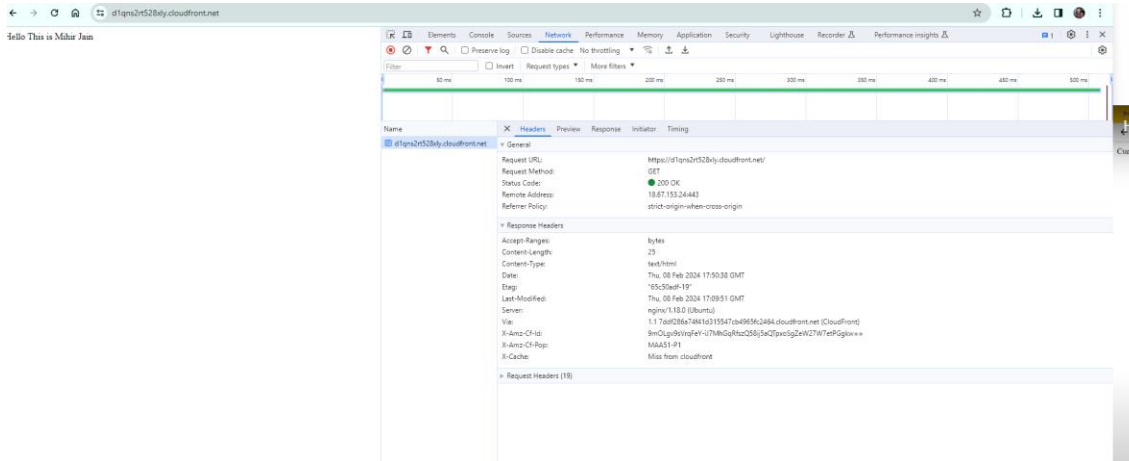 d1qns2rt528xly.cloudfront.net
Hello This is Mihir Jain
Elements Console Sources Network Performance Memory Application Security Lighthouse Recorder Performance insights 1
Preserve log Disable cache No throttling
Filter Invert Request types More filters
50 ms 100 ms 150 ms 200 ms 250 ms 300 ms 350 ms 400 ms 450 ms 500 ms
Name Headers Preview Response Initiator Timing
d1qns2rt528xly.cloudfront.net General
Request URL: https://d1qns2rt528xly.cloudfront.net/
Request Method: GET
Status Code: 200 OK
Remote Address: 18.67.153.24:443
Referrer Policy: strict-origin-when-cross-origin
Response Headers
Accept-Ranges: bytes
Content-Length: 25
Content-Type: text/html
Date: Thu, 08 Feb 2024 17:50:38 GMT
Etag: "65c50adf-19"
Last-Modified: Thu, 08 Feb 2024 17:09:51 GMT
Server: nginx/1.18.0 (Ubuntu)
Via: 1.1 (CloudFront)
X-Amz-Cf-Id:
X-Amz-Cf-Pop: MAA51-P1
X-Cache: Miss from cloudfront
Request Headers (19)